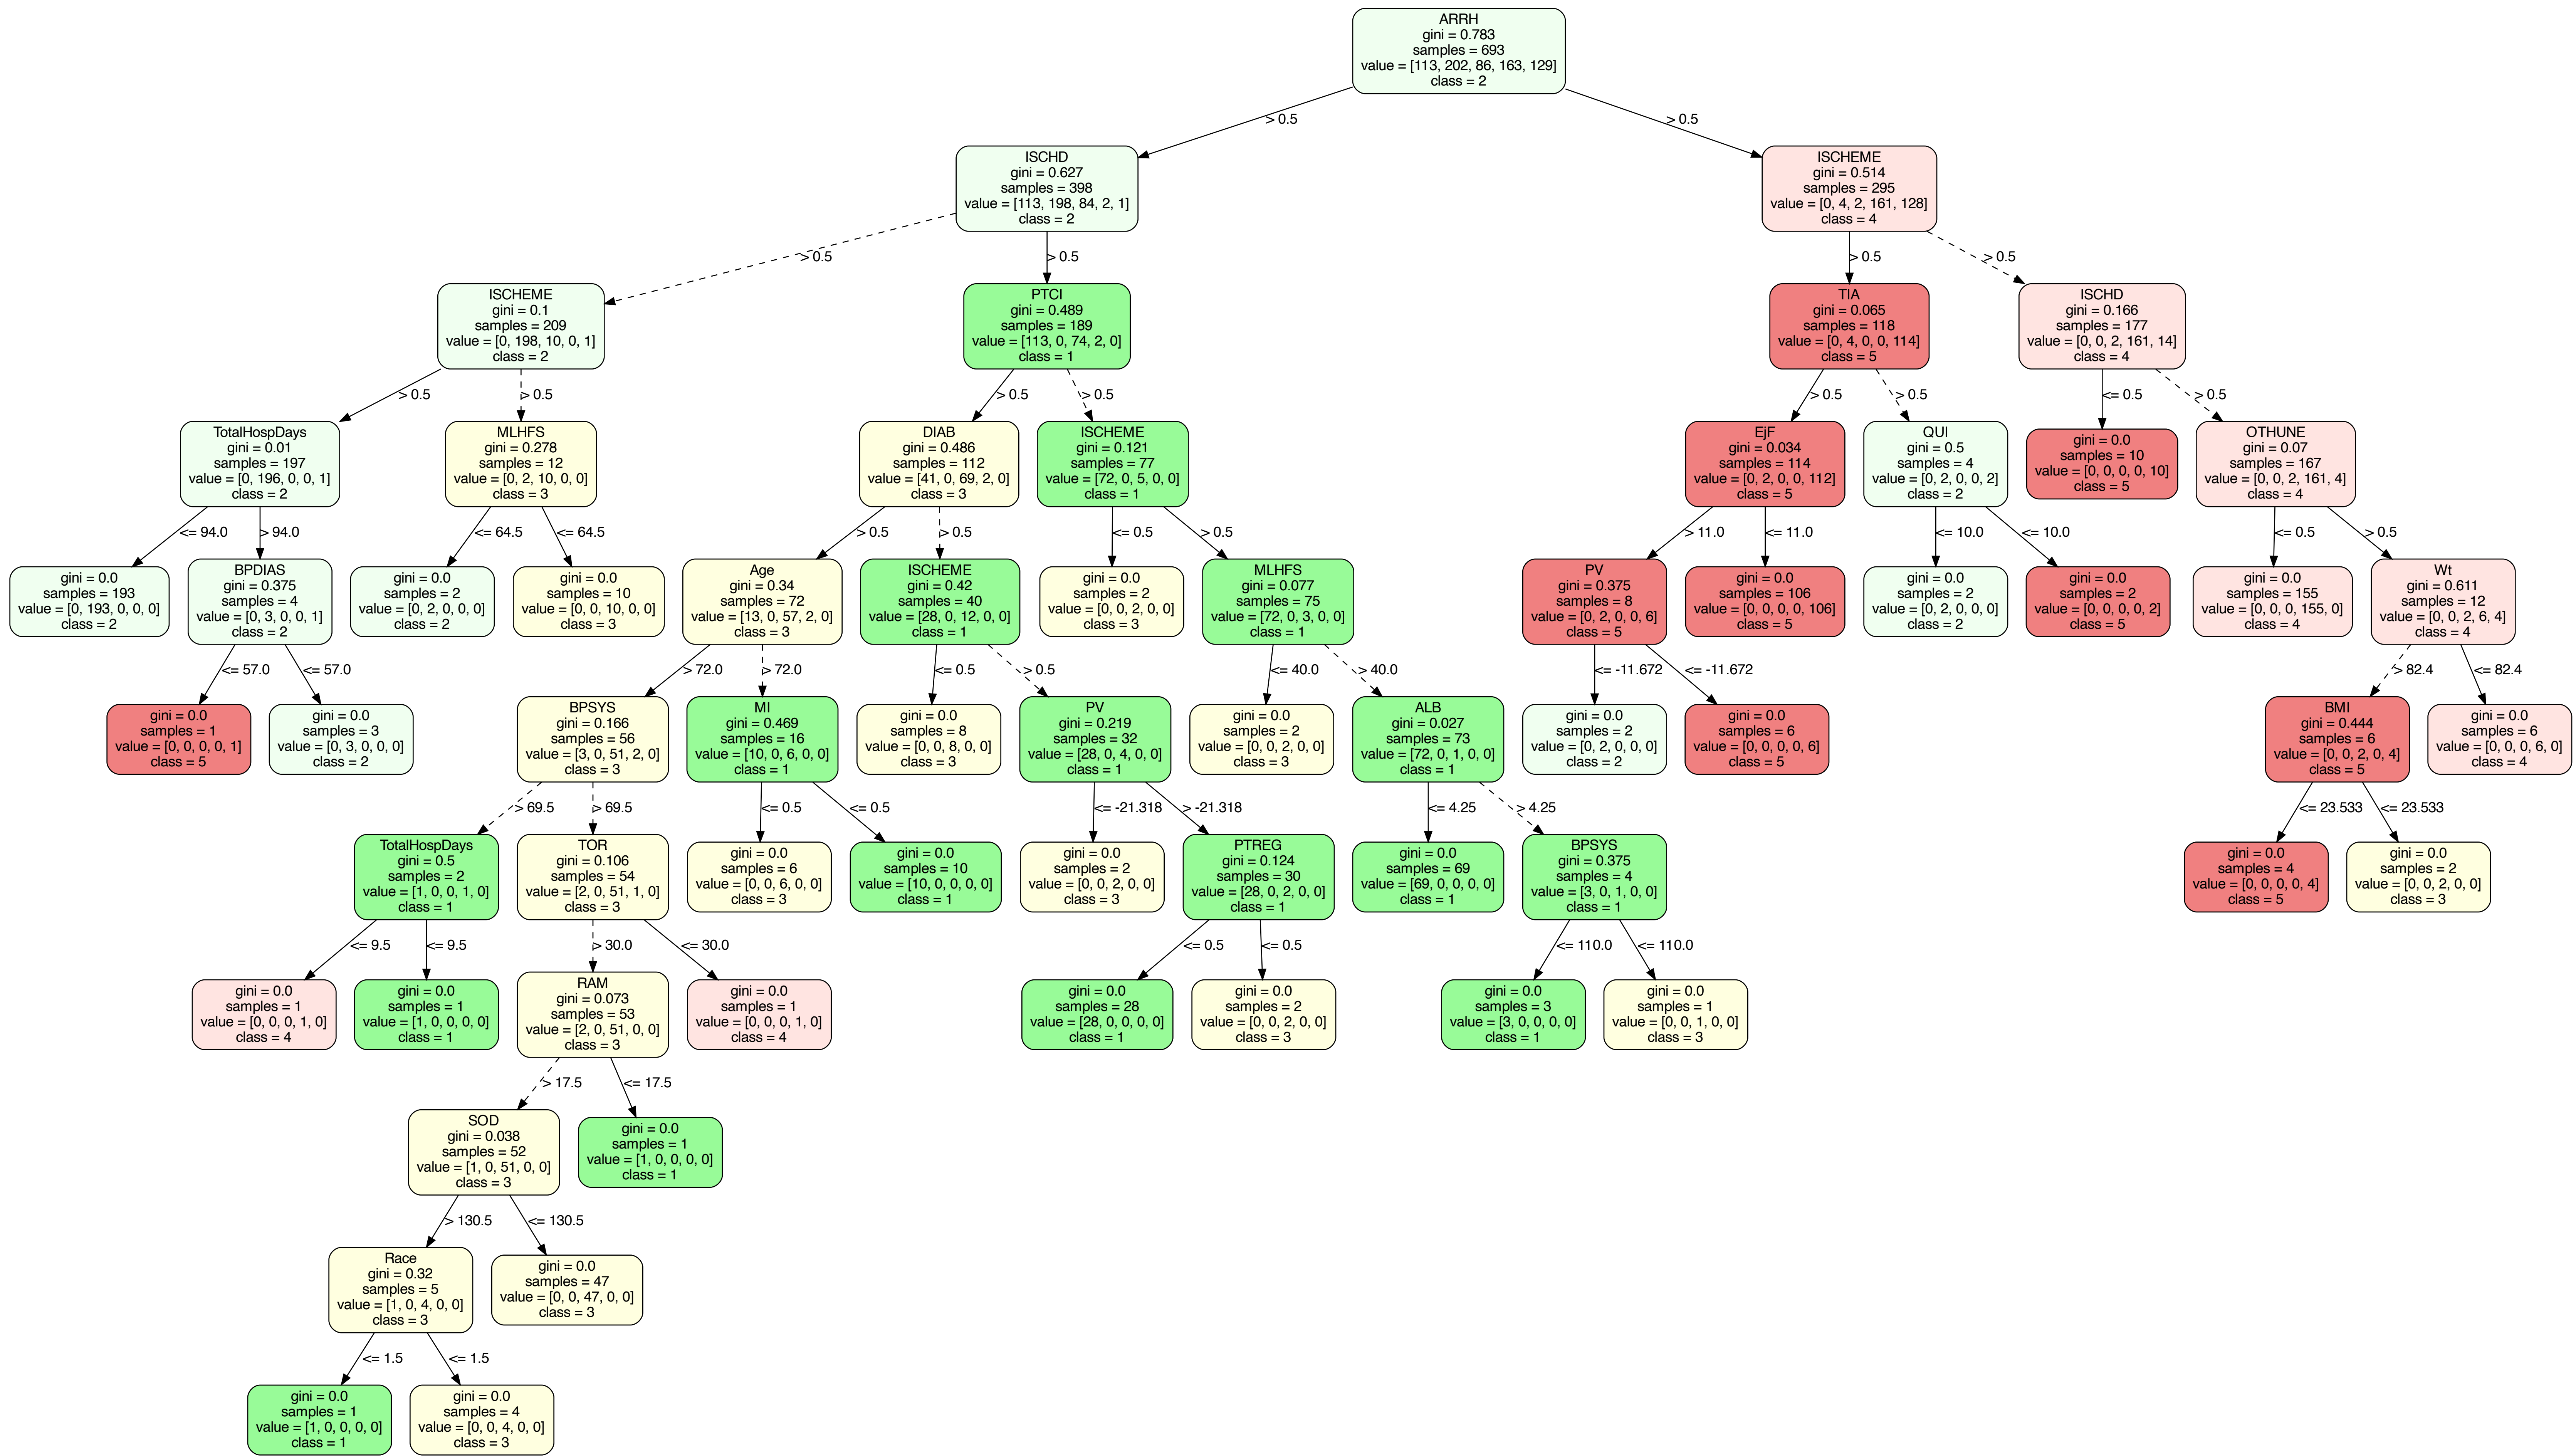 ARRH
gini = 0.783
samples = 693
value = [113, 202, 86, 163, 129]
class = 2
> 0.5
> 0.5
ISCHD
gini = 0.627
samples = 398
value = [113, 198, 84, 2, 1]
class = 2
ISCHEME
gini = 0.514
samples = 295
value = [0, 4, 2, 161, 128]
class = 4
> 0.5
> 0.5
> 0.5
> 0.5
ISCHEME
gini = 0.1
samples = 209
value = [0, 198, 10, 0, 1]
class = 2
PTCI
gini = 0.489
samples = 189
value = [113, 0, 74, 2, 0]
class = 1
TIA
gini = 0.065
samples = 118
value = [0, 4, 0, 0, 114]
class = 5
ISCHD
gini = 0.166
samples = 177
value = [0, 0, 2, 161, 14]
class = 4
> 0.5
> 0.5
> 0.5
> 0.5
> 0.5
> 0.5
<= 0.5
> 0.5
TotalHospDays
gini = 0.01
samples = 197
value = [0, 196, 0, 0, 1]
class = 2
MLHFS
gini = 0.278
samples = 12
value = [0, 2, 10, 0, 0]
class = 3
DIAB
gini = 0.486
samples = 112
value = [41, 0, 69, 2, 0]
class = 3
ISCHEME
gini = 0.121
samples = 77
value = [72, 0, 5, 0, 0]
class = 1
EjF
gini = 0.034
samples = 114
value = [0, 2, 0, 0, 112]
class = 5
QUI
gini = 0.5
samples = 4
value = [0, 2, 0, 0, 2]
class = 2
gini = 0.0
samples = 10
value = [0, 0, 0, 0, 10]
class = 5
OTHUNE
gini = 0.07
samples = 167
value = [0, 0, 2, 161, 4]
class = 4
<= 94.0
> 94.0
<= 64.5
<= 64.5
> 0.5
> 0.5
<= 0.5
> 0.5
> 11.0
<= 11.0
<= 10.0
<= 10.0
<= 0.5
> 0.5
gini = 0.0
samples = 193
value = [0, 193, 0, 0, 0]
class = 2
BPDIAS
gini = 0.375
samples = 4
value = [0, 3, 0, 0, 1]
class = 2
gini = 0.0
samples = 2
value = [0, 2, 0, 0, 0]
class = 2
gini = 0.0
samples = 10
value = [0, 0, 10, 0, 0]
class = 3
Age
gini = 0.34
samples = 72
value = [13, 0, 57, 2, 0]
class = 3
ISCHEME
gini = 0.42
samples = 40
value = [28, 0, 12, 0, 0]
class = 1
gini = 0.0
samples = 2
value = [0, 0, 2, 0, 0]
class = 3
MLHFS
gini = 0.077
samples = 75
value = [72, 0, 3, 0, 0]
class = 1
PV
gini = 0.375
samples = 8
value = [0, 2, 0, 0, 6]
class = 5
gini = 0.0
samples = 106
value = [0, 0, 0, 0, 106]
class = 5
gini = 0.0
samples = 2
value = [0, 2, 0, 0, 0]
class = 2
gini = 0.0
samples = 2
value = [0, 0, 0, 0, 2]
class = 5
gini = 0.0
samples = 155
value = [0, 0, 0, 155, 0]
class = 4
Wt
gini = 0.611
samples = 12
value = [0, 0, 2, 6, 4]
class = 4
<= 57.0
<= 57.0
> 72.0
> 72.0
<= 0.5
> 0.5
<= 40.0
> 40.0
<= -11.672
<= -11.672
> 82.4
<= 82.4
gini = 0.0
samples = 1
value = [0, 0, 0, 0, 1]
class = 5
gini = 0.0
samples = 3
value = [0, 3, 0, 0, 0]
class = 2
BPSYS
gini = 0.166
samples = 56
value = [3, 0, 51, 2, 0]
class = 3
MI
gini = 0.469
samples = 16
value = [10, 0, 6, 0, 0]
class = 1
gini = 0.0
samples = 8
value = [0, 0, 8, 0, 0]
class = 3
PV
gini = 0.219
samples = 32
value = [28, 0, 4, 0, 0]
class = 1
gini = 0.0
samples = 2
value = [0, 0, 2, 0, 0]
class = 3
ALB
gini = 0.027
samples = 73
value = [72, 0, 1, 0, 0]
class = 1
gini = 0.0
samples = 2
value = [0, 2, 0, 0, 0]
class = 2
gini = 0.0
samples = 6
value = [0, 0, 0, 0, 6]
class = 5
BMI
gini = 0.444
samples = 6
value = [0, 0, 2, 0, 4]
class = 5
gini = 0.0
samples = 6
value = [0, 0, 0, 6, 0]
class = 4
> 69.5
> 69.5
<= 0.5
<= 0.5
<= -21.318
> -21.318
<= 4.25
> 4.25
<= 23.533
<= 23.533
TotalHospDays
gini = 0.5
samples = 2
value = [1, 0, 0, 1, 0]
class = 1
TOR
gini = 0.106
samples = 54
value = [2, 0, 51, 1, 0]
class = 3
gini = 0.0
samples = 6
value = [0, 0, 6, 0, 0]
class = 3
gini = 0.0
samples = 10
value = [10, 0, 0, 0, 0]
class = 1
gini = 0.0
samples = 2
value = [0, 0, 2, 0, 0]
class = 3
PTREG
gini = 0.124
samples = 30
value = [28, 0, 2, 0, 0]
class = 1
gini = 0.0
samples = 69
value = [69, 0, 0, 0, 0]
class = 1
BPSYS
gini = 0.375
samples = 4
value = [3, 0, 1, 0, 0]
class = 1
gini = 0.0
samples = 4
value = [0, 0, 0, 0, 4]
class = 5
gini = 0.0
samples = 2
value = [0, 0, 2, 0, 0]
class = 3
<= 9.5
<= 9.5
> 30.0
<= 30.0
<= 0.5
<= 0.5
<= 110.0
<= 110.0
gini = 0.0
samples = 1
value = [0, 0, 0, 1, 0]
class = 4
gini = 0.0
samples = 1
value = [1, 0, 0, 0, 0]
class = 1
RAM
gini = 0.073
samples = 53
value = [2, 0, 51, 0, 0]
class = 3
gini = 0.0
samples = 1
value = [0, 0, 0, 1, 0]
class = 4
gini = 0.0
samples = 28
value = [28, 0, 0, 0, 0]
class = 1
gini = 0.0
samples = 2
value = [0, 0, 2, 0, 0]
class = 3
gini = 0.0
samples = 3
value = [3, 0, 0, 0, 0]
class = 1
gini = 0.0
samples = 1
value = [0, 0, 1, 0, 0]
class = 3
> 17.5
<= 17.5
SOD
gini = 0.038
samples = 52
value = [1, 0, 51, 0, 0]
class = 3
gini = 0.0
samples = 1
value = [1, 0, 0, 0, 0]
class = 1
> 130.5
<= 130.5
Race
gini = 0.32
samples = 5
value = [1, 0, 4, 0, 0]
class = 3
gini = 0.0
samples = 47
value = [0, 0, 47, 0, 0]
class = 3
<= 1.5
<= 1.5
gini = 0.0
samples = 1
value = [1, 0, 0, 0, 0]
class = 1
gini = 0.0
samples = 4
value = [0, 0, 4, 0, 0]
class = 3